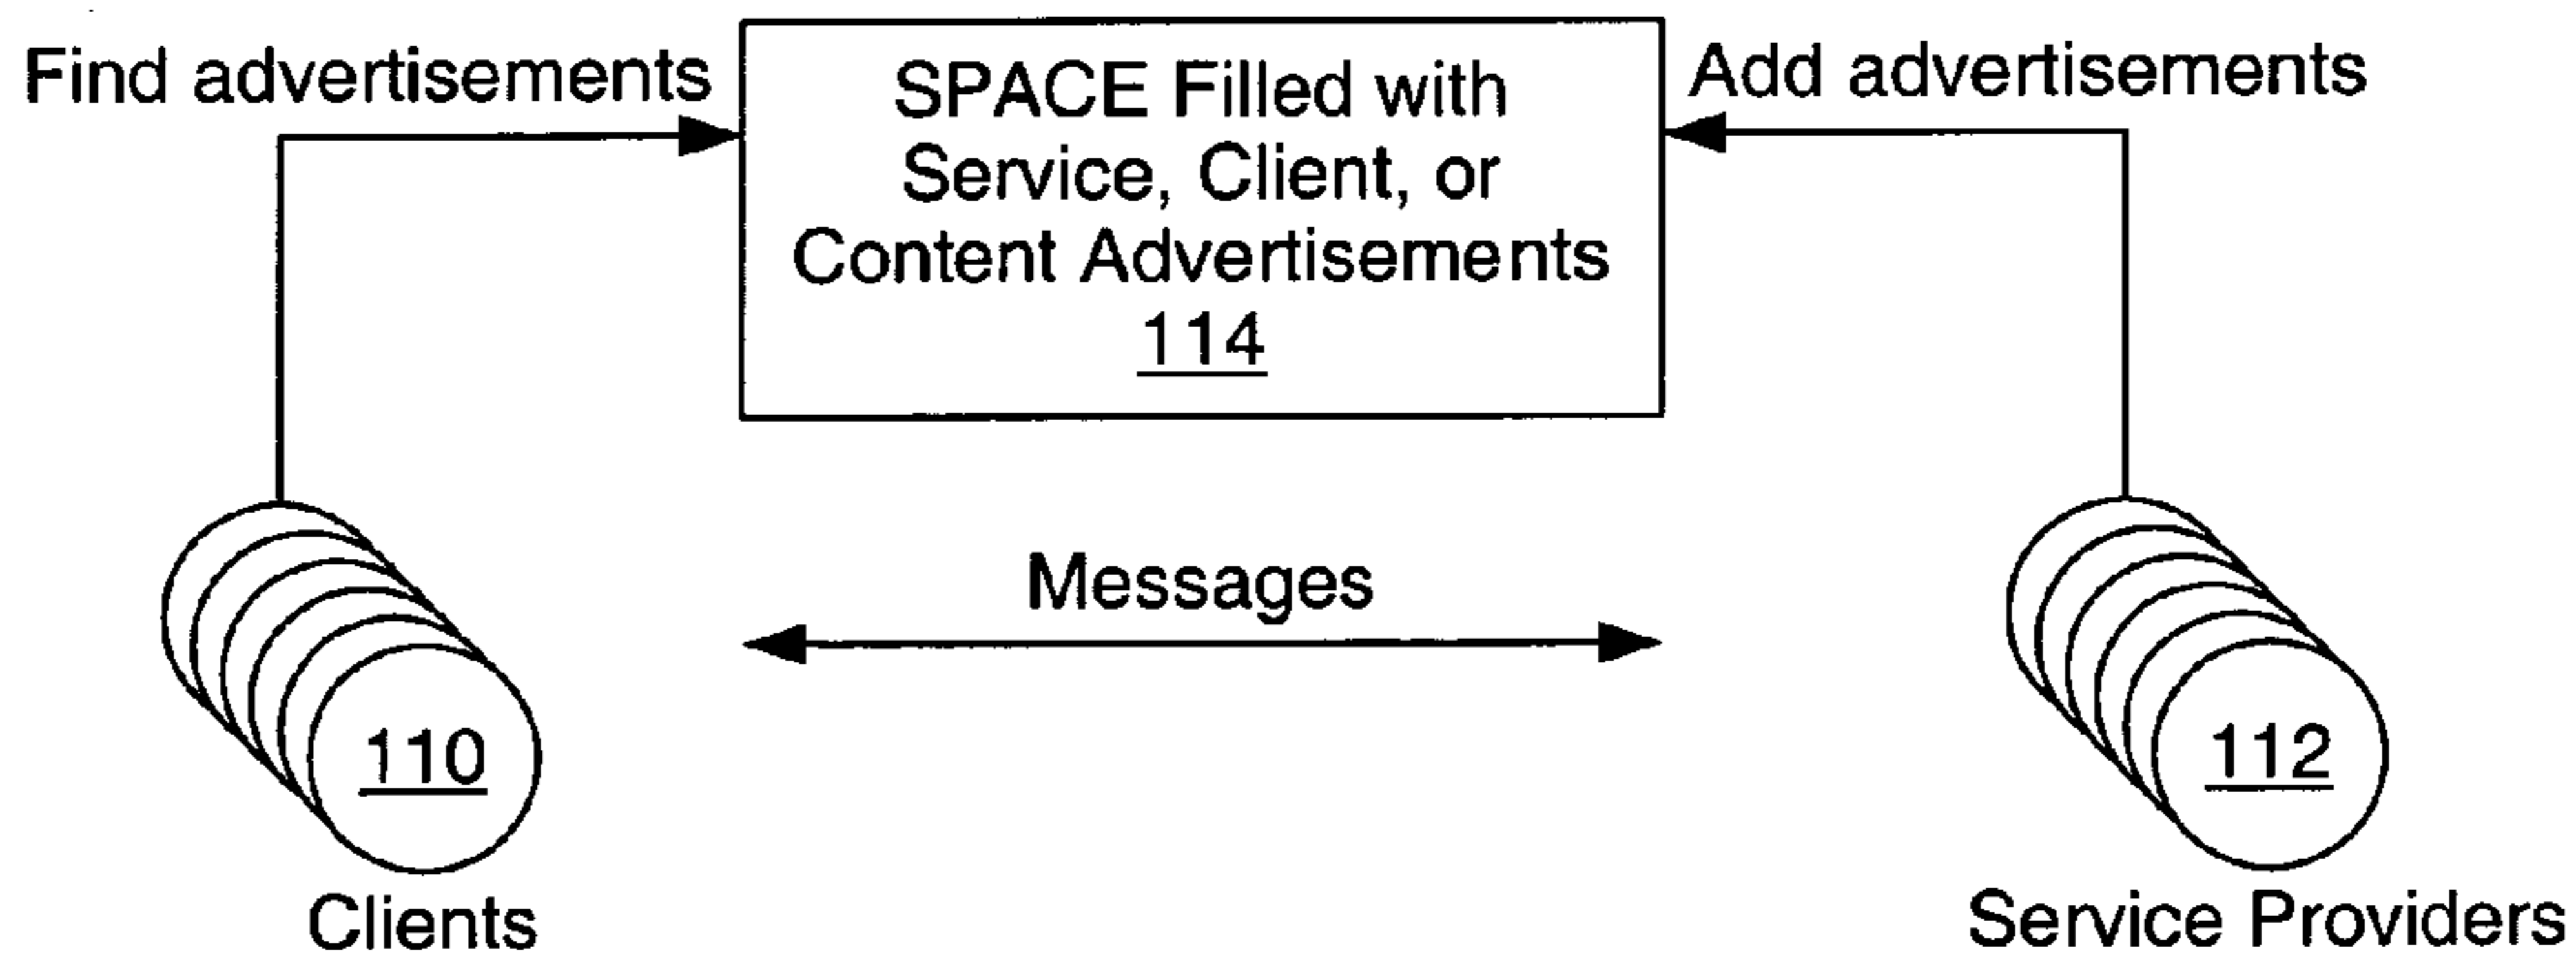 Find advertisements
SPACE Filled with
Service, Client, or
Content Advertisements
114
Add advertisements
Messages
110
Clients
112
Service Providers